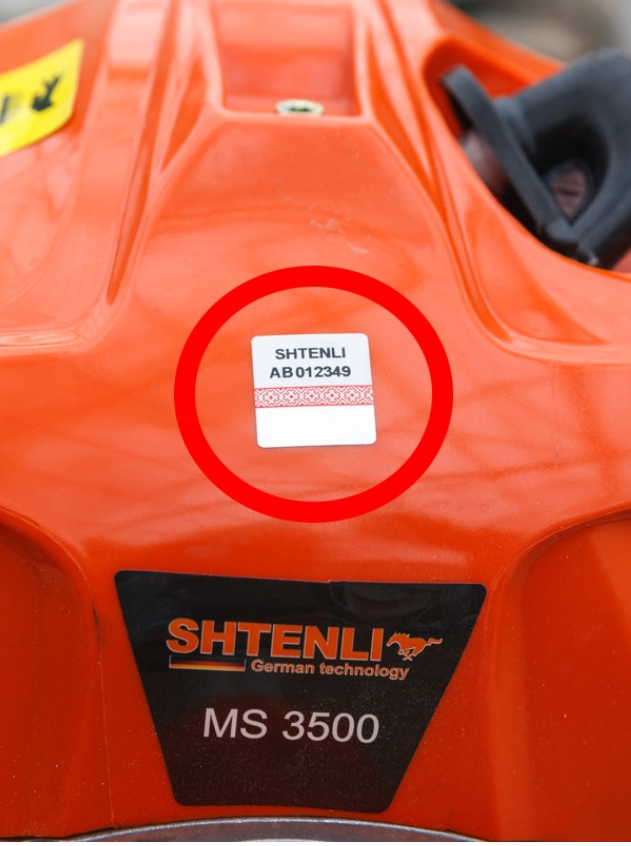 SHTENLI
AB 012349
SHTENLI
German technology
MS 3500